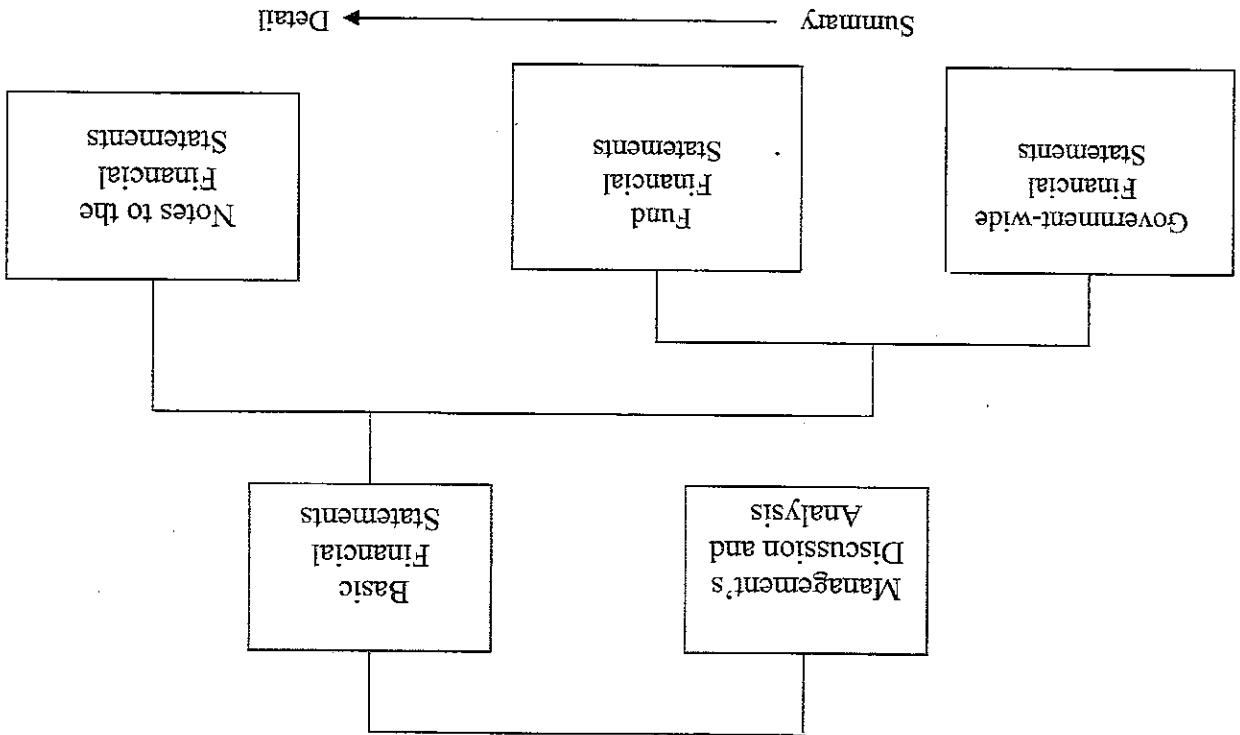 Management's
Discussion and
Analysis
Basic
Financial
Statements
Government-wide
Financial
Statements
Fund
Financial
Statements
Notes to the
Financial
Statements
Summary
Detail